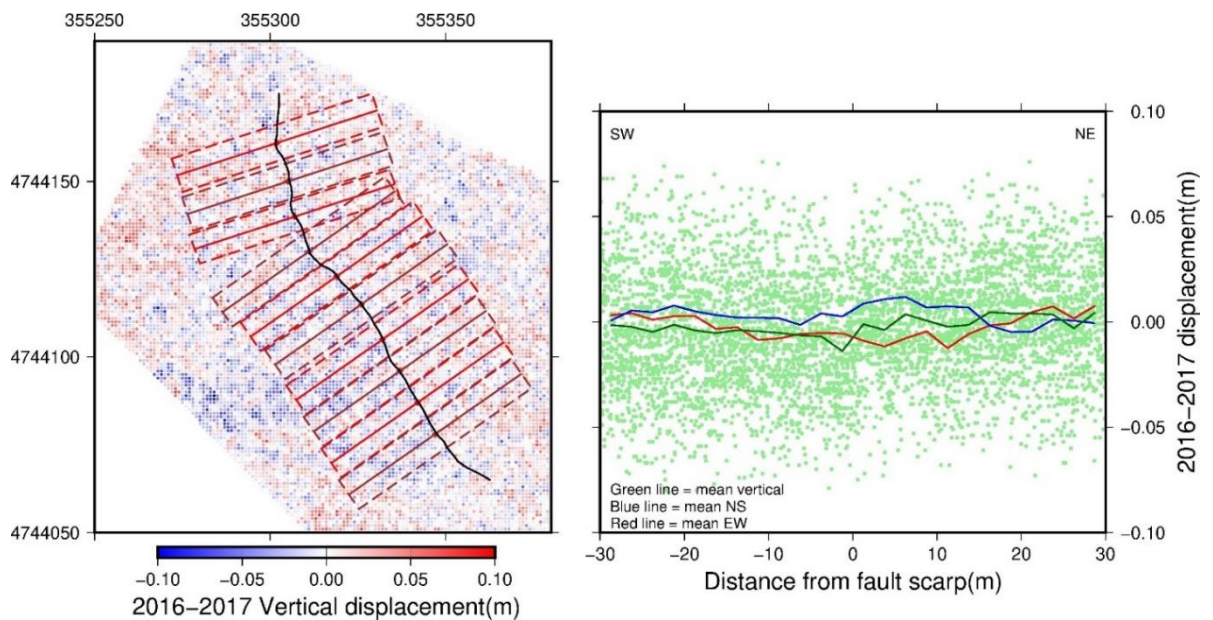 355250 355300 355350
4744150
4744100
4744050
−0.10 −0.05 0.00 0.05 0.10
2016−2017 Vertical displacement(m)
SW NE
0.10
0.05
0.00
−0.05
−0.10
2016−2017 displacement(m)
Green line = mean vertical
Blue line = mean NS
Red line = mean EW
−30 −20 −10 0 10 20 30
Distance from fault scarp(m)